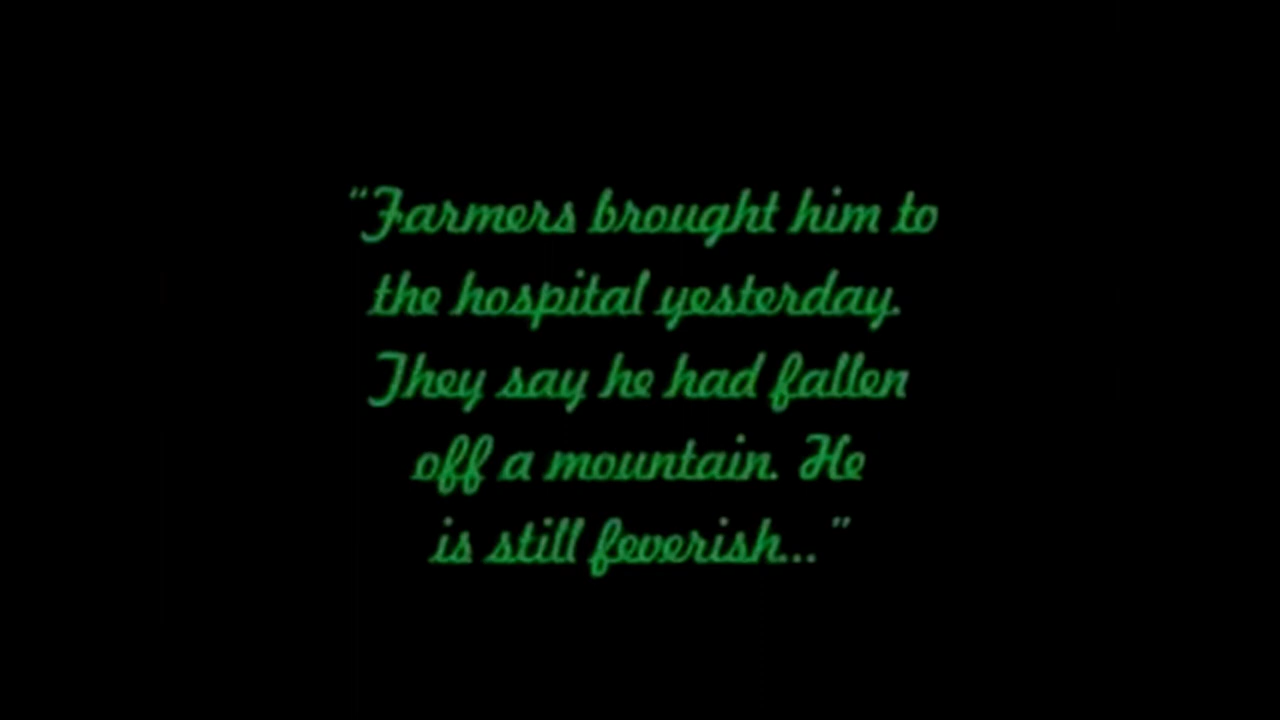 "Farmers brought him to
the hospital yesterday.
They say he had fallen
off a mountain. He
is still feverish..."